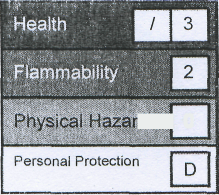 Health / 3
Flammability 2
Physical Hazar
Personal Protection D